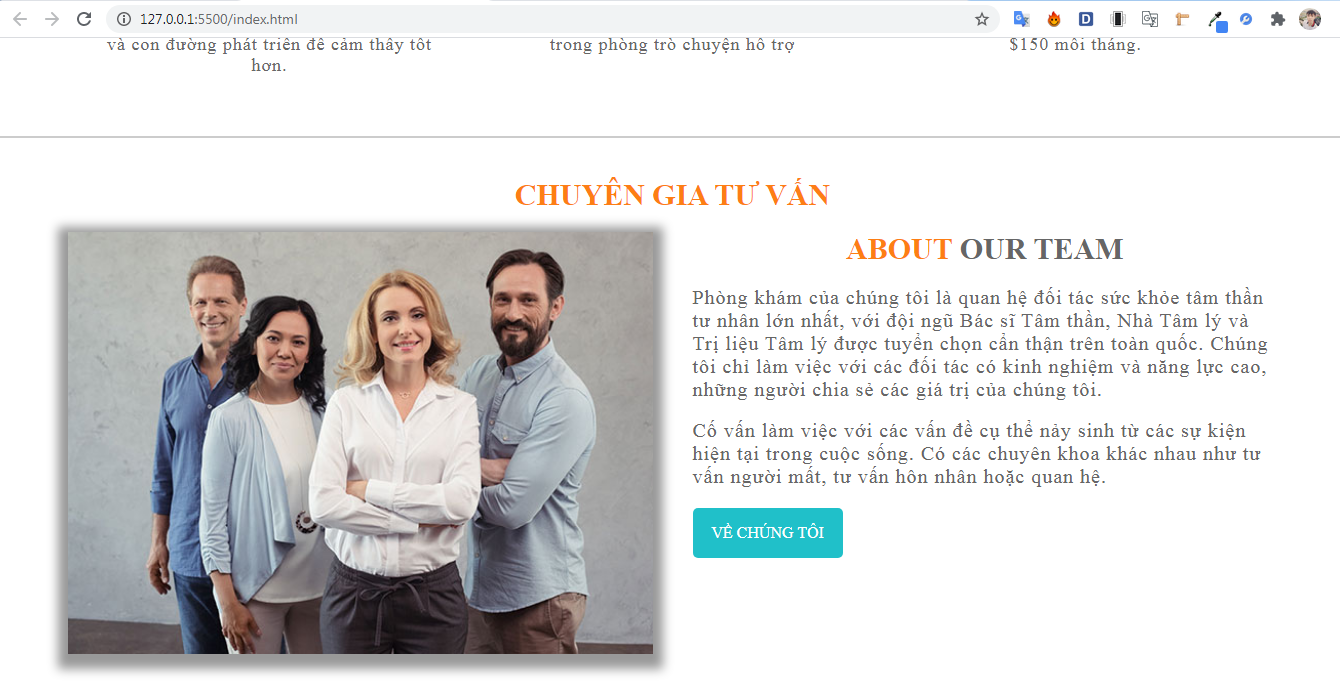 127.0.0.1:5500/index.html
và con đường phát triển để cảm thấy tốt
hơn.
trong phòng trò chuyện hỗ trợ
$150 mỗi tháng.
CHUYÊN GIA TƯ VẤN
ABOUT OUR TEAM
Phòng khám của chúng tôi là quan hệ đối tác sức khỏe tâm thần
tư nhân lớn nhất, với đội ngũ Bác sĩ Tâm thần, Nhà Tâm lý và
Trị liệu Tâm lý được tuyển chọn cẩn thận trên toàn quốc. Chúng
tôi chỉ làm việc với các đối tác có kinh nghiệm và năng lực cao,
những người chia sẻ các giá trị của chúng tôi.
Cố vấn làm việc với các vấn đề cụ thể nảy sinh từ các sự kiện
hiện tại trong cuộc sống. Có các chuyên khoa khác nhau như tư
vấn người mất, tư vấn hôn nhân hoặc quan hệ.
VỀ CHÚNG TÔI